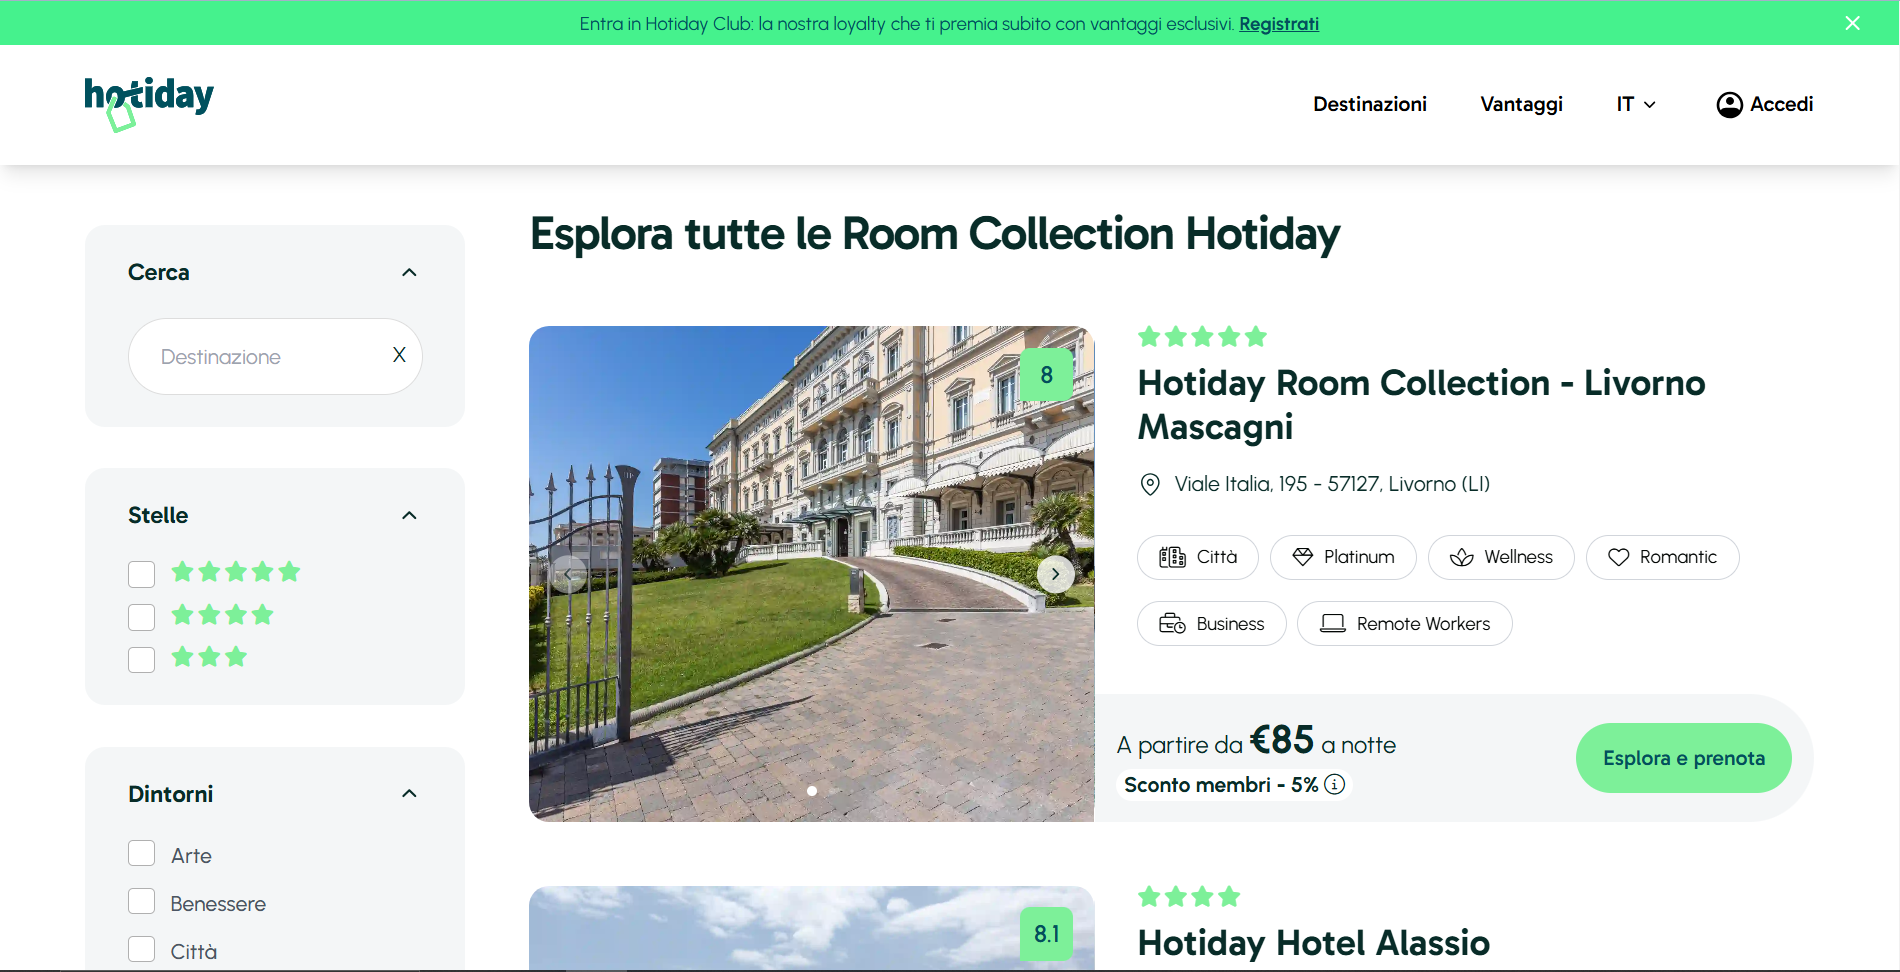 Entra in Hotiday Club: la nostra loyalty che ti premia subito con vantaggi esclusivi. Registrati
hotiday
Destinazioni
Vantaggi
IT
Accedi
Esplora tutte le Room Collection Hotiday
Cerca
Destinazione
X
Stelle
Dintorni
Arte
Benessere
Città
8
Hotiday Room Collection - Livorno
Mascagni
Viale Italia, 195 - 57127, Livorno (LI)
Città
Platinum
Wellness
Romantic
Business
Remote Workers
A partire da €85 a notte
Sconto membri - 5%
Esplora e prenota
8.1
Hotiday Hotel Alassio